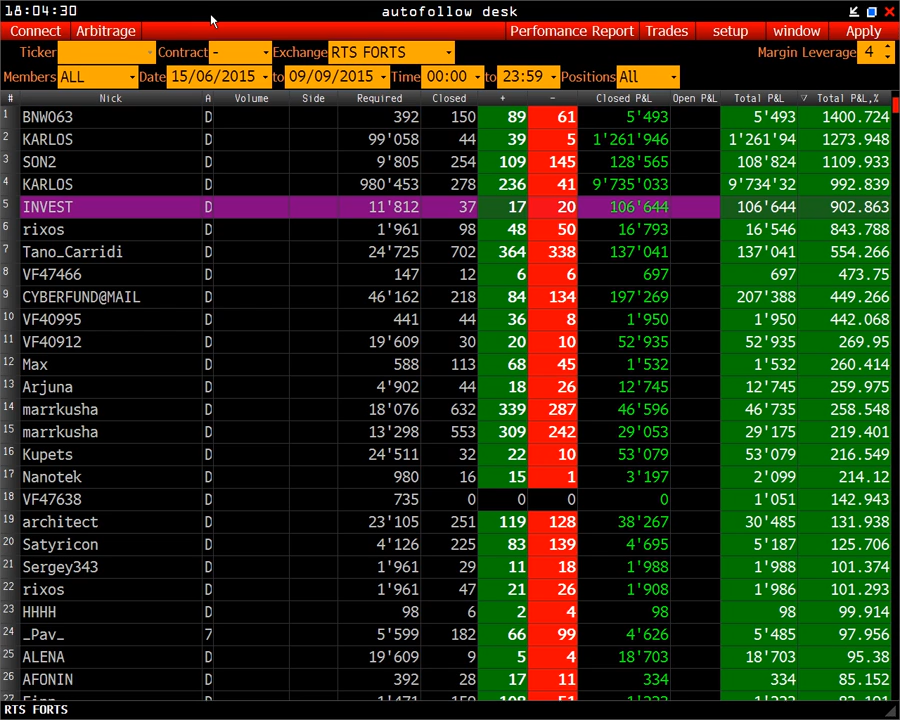 18:04:30 autofollow desk
Connect Arbitrage Perfomance Report Trades setup window Apply
Ticker Contract - Exchange RTS FORTS Margin Leverage 4
Members ALL Date 15/06/2015 to 09/09/2015 Time 00:00 to 23:59 Positions All
# Nick A Volume Side Required Closed + - Closed P&L Open P&L Total P&L Total P&L,%
1 BNW063 D 392 150 89 61 5'493 5'493 1400.724
2 KARLOS D 99'058 44 39 5 1'261'946 1'261'94 1273.948
3 SON2 D 9'805 254 109 145 128'565 108'824 1109.933
4 KARLOS D 980'453 278 236 41 9'735'033 9'734'32 992.839
5 INVEST D 11'812 37 17 20 106'644 106'644 902.863
6 rixos D 1'961 98 48 50 16'793 16'546 843.788
7 Tano_Carridi D 24'725 702 364 338 137'041 137'041 554.266
8 VF47466 D 147 12 6 6 697 697 473.75
9 CYBERFUND@MAIL D 46'162 218 84 134 197'269 207'388 449.266
10 VF40995 D 441 44 36 8 1'950 1'950 442.068
11 VF40912 D 19'609 30 20 10 52'935 52'935 269.95
12 Max D 588 113 68 45 1'532 1'532 260.414
13 Arjuna D 4'902 44 18 26 12'745 12'745 259.975
14 marrkusha D 18'076 632 339 287 46'596 46'735 258.548
15 marrkusha D 13'298 553 309 242 29'053 29'175 219.401
16 Kupets D 24'511 32 22 10 53'079 53'079 216.549
17 Nanotek D 980 16 15 1 3'197 2'099 214.12
18 VF47638 D 735 0 0 0 0 1'051 142.943
19 architect D 23'105 251 119 128 38'267 30'485 131.938
20 Satyricon D 4'126 225 83 139 4'695 5'187 125.706
21 Sergey343 D 1'961 29 11 18 1'988 1'988 101.374
22 rixos D 1'961 47 21 26 1'908 1'986 101.293
23 HHHH D 98 6 2 4 98 98 99.914
24 _Pav_ 7 5'599 182 66 99 4'626 5'485 97.956
25 ALENA D 19'609 9 5 4 18'703 18'703 95.38
26 AFONIN D 392 28 17 11 334 334 85.152
27
RTS FORTS